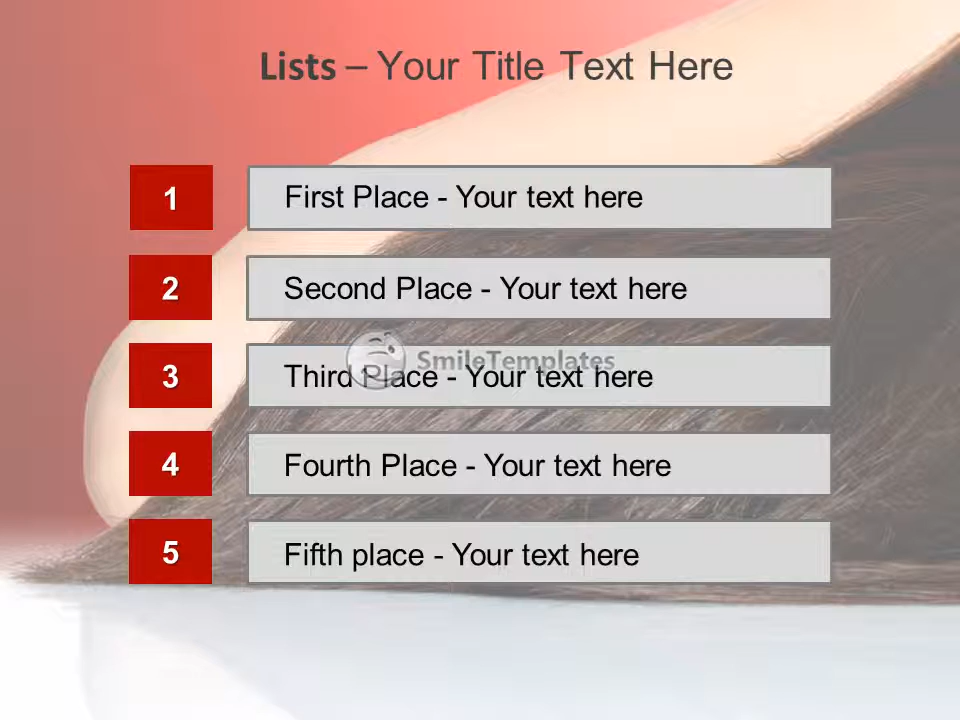 Lists – Your Title Text Here
1 First Place - Your text here
2 Second Place - Your text here
SmileTemplates
3 Third Place - Your text here
4 Fourth Place - Your text here
5 Fifth place - Your text here